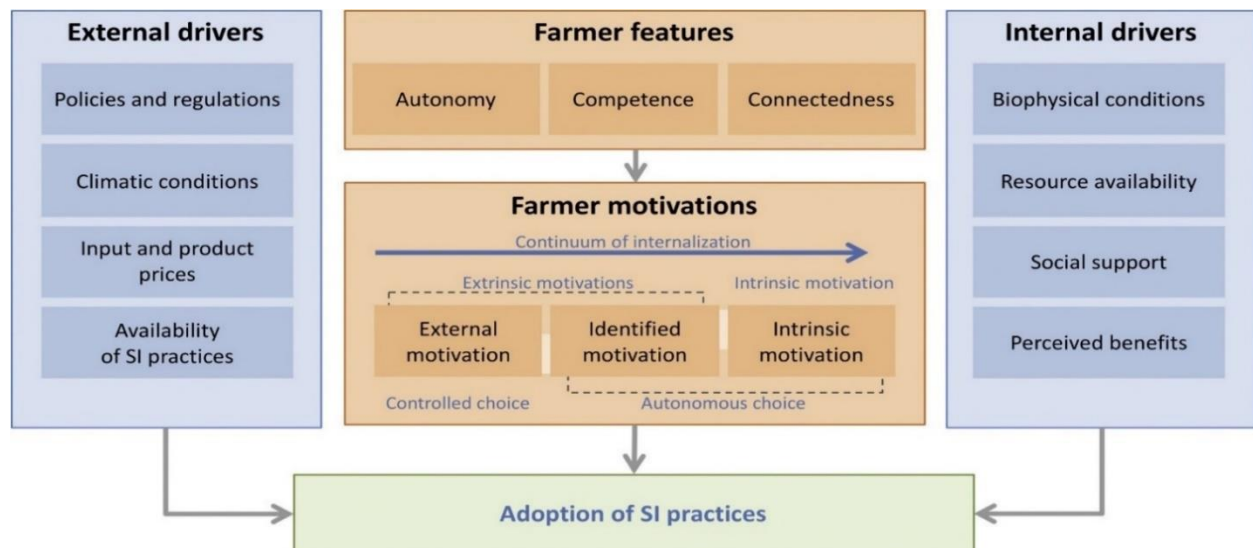 External drivers
Policies and regulations
Climatic conditions
Input and product
prices
Availability
of SI practices
Farmer features
Autonomy
Competence
Connectedness
Farmer motivations
Continuum of internalization
Extrinsic motivations
Intrinsic motivation
External
motivation
Identified
motivation
Intrinsic
motivation
Controlled choice
Autonomous choice
Internal drivers
Biophysical conditions
Resource availability
Social support
Perceived benefits
Adoption of SI practices